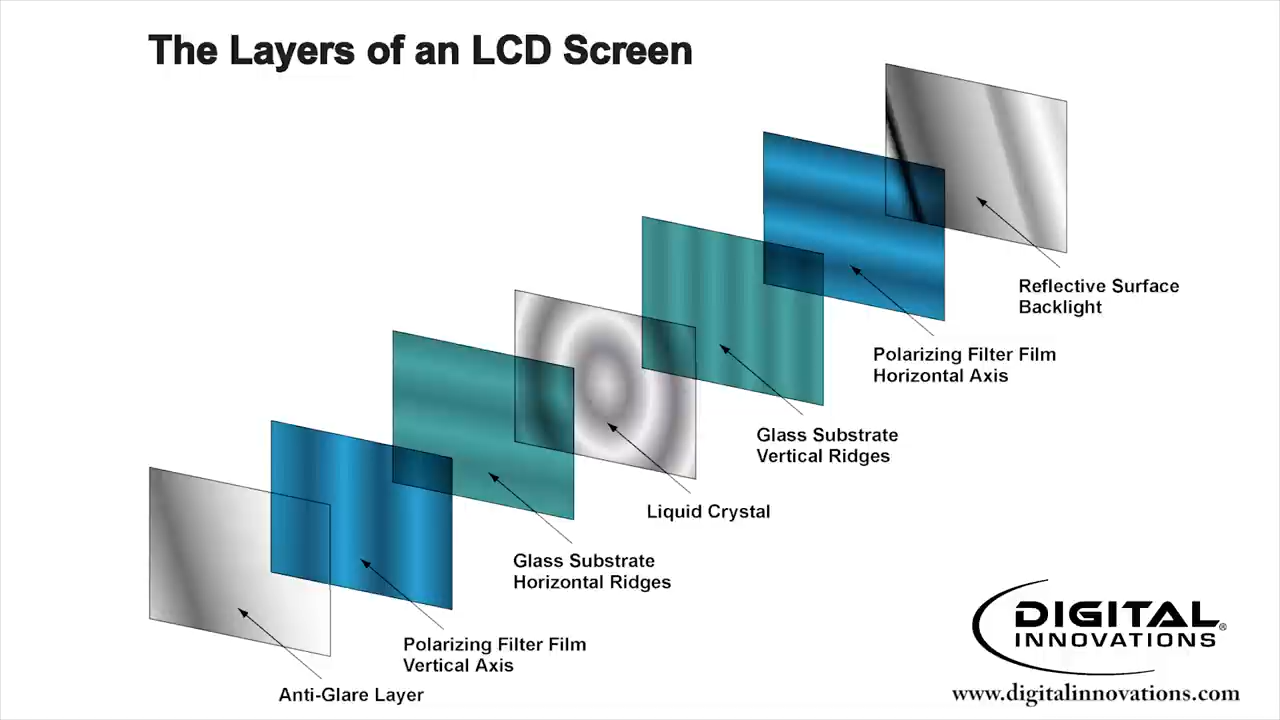 The Layers of an LCD Screen
Reflective Surface
Backlight
Polarizing Filter Film
Horizontal Axis
Glass Substrate
Vertical Ridges
Liquid Crystal
Glass Substrate
Horizontal Ridges
Polarizing Filter Film
Vertical Axis
Anti-Glare Layer
DIGITAL®
INNOVATIONS
www.digitalinnovations.com